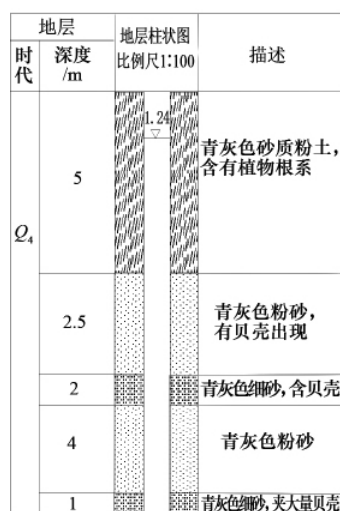 地层
地层柱状图
比例尺1:100
描述
时代
深度
/m
1.24
5
青灰色砂质粉土,
含有植物根系
Q₄
2.5
青灰色粉砂,
有贝壳出现
2
青灰色细砂,含贝壳
4
青灰色粉砂
1
青灰色细砂,夹大量贝壳